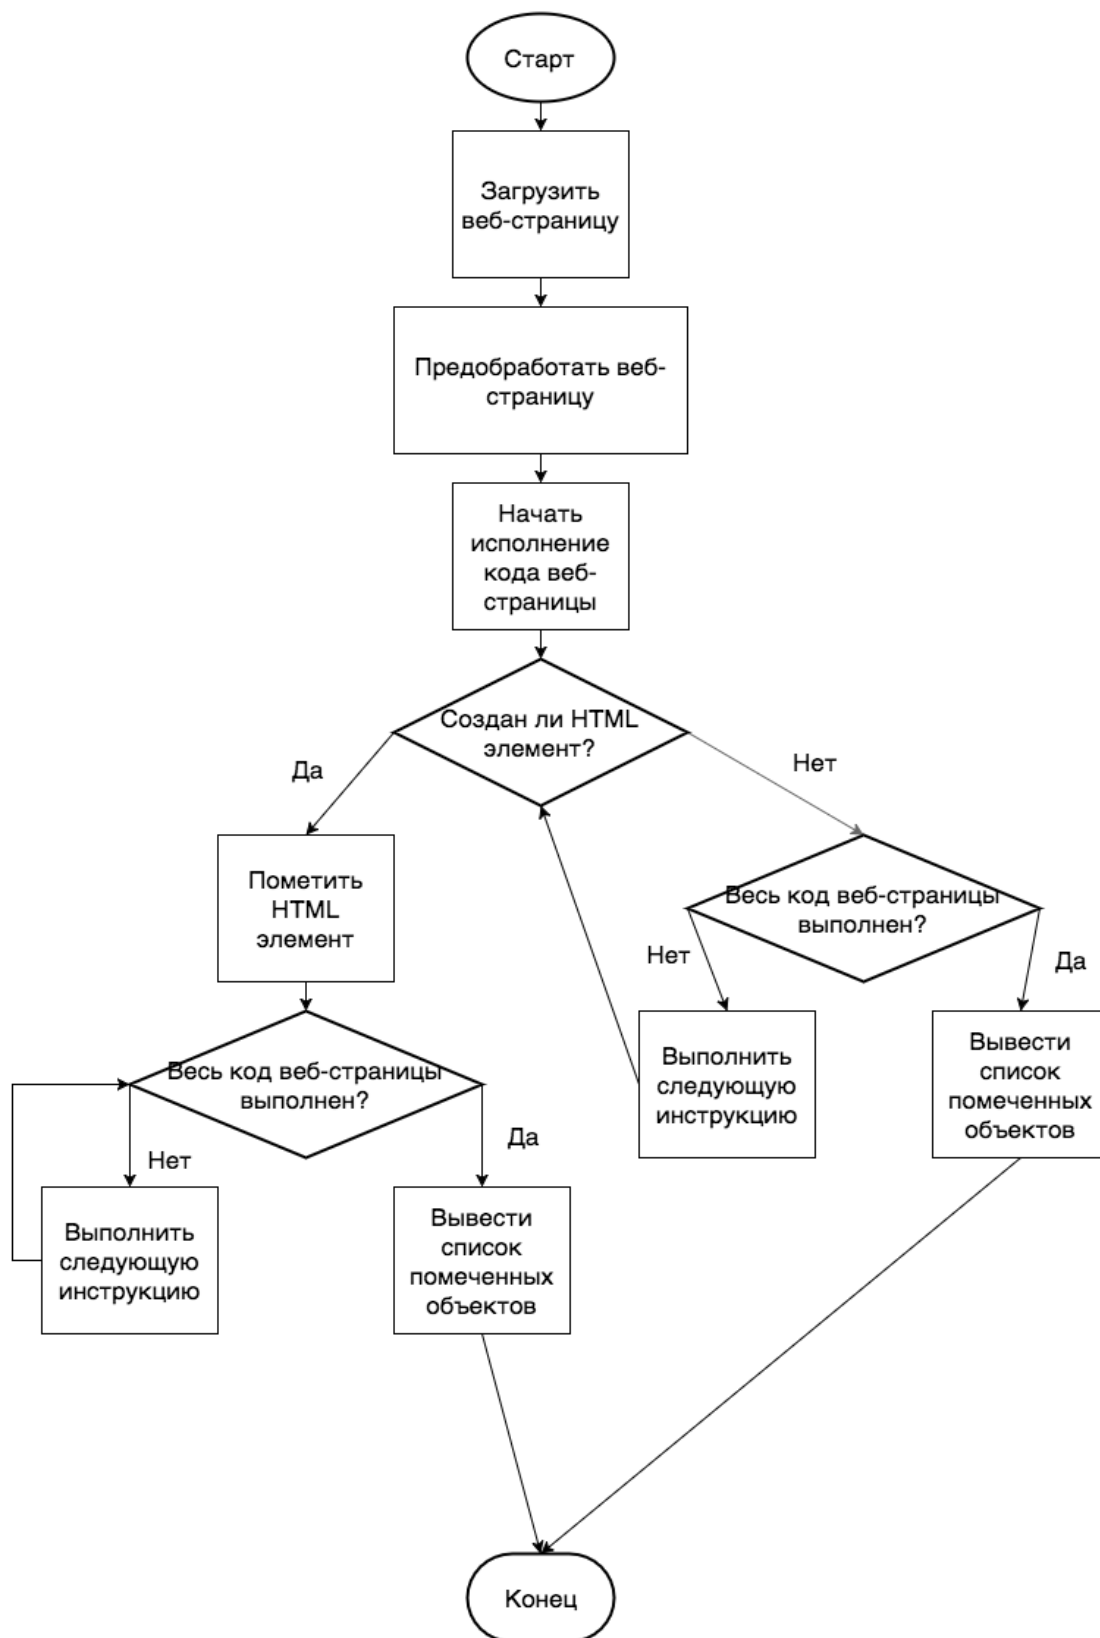 Старт
Загрузить
веб-страницу
Предобработать веб-
страницу
Начать
исполнение
кода веб-
страницы
Создан ли HTML
элемент?
Да
Нет
Пометить
HTML
элемент
Весь код веб-страницы
выполнен?
Нет
Да
Выполнить
следующую
инструкцию
Вывести
список
помеченных
объектов
Весь код веб-страницы
выполнен?
Нет
Да
Выполнить
следующую
инструкцию
Вывести
список
помеченных
объектов
Конец